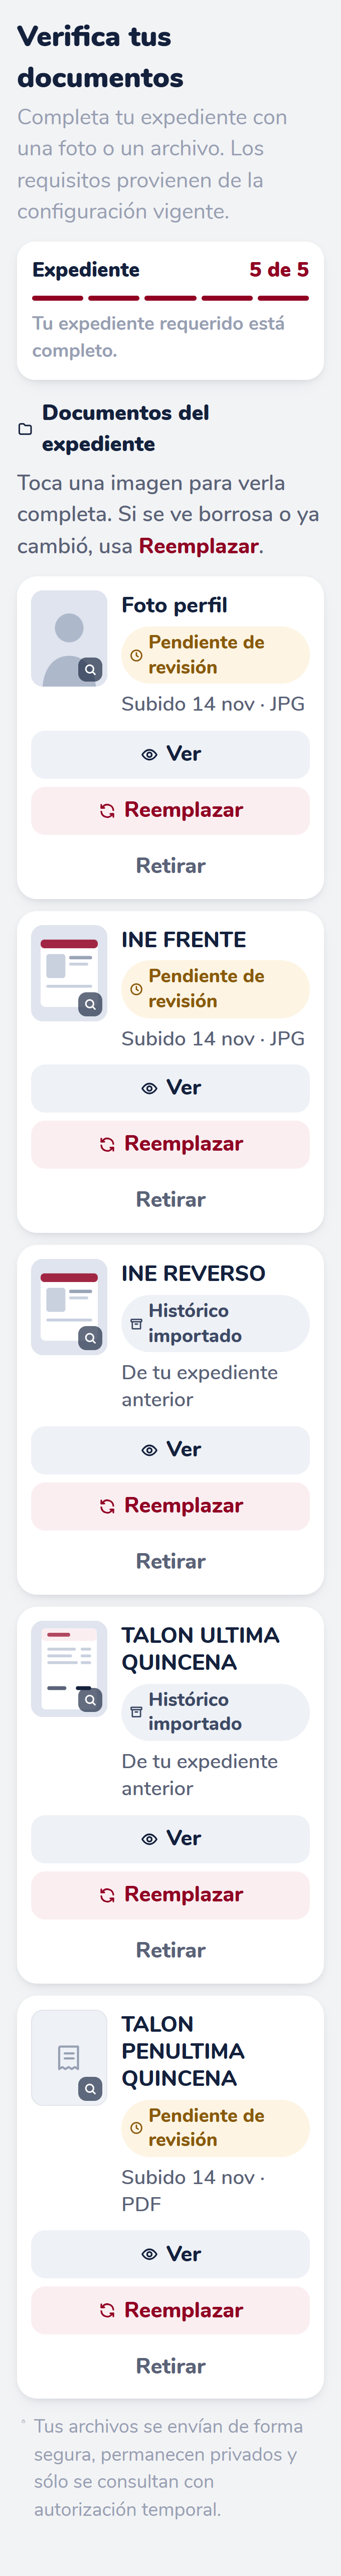 Verifica tus
documentos
Completa tu expediente con
una foto o un archivo. Los
requisitos provienen de la
configuración vigente.
Expediente 5 de 5
Tu expediente requerido está
completo.
Documentos del
expediente
Toca una imagen para verla
completa. Si se ve borrosa o ya
cambió, usa Reemplazar.
Foto perfil
Pendiente de
revisión
Subido 14 nov · JPG
Ver
Reemplazar
Retirar
INE FRENTE
Pendiente de
revisión
Subido 14 nov · JPG
Ver
Reemplazar
Retirar
INE REVERSO
Histórico
importado
De tu expediente
anterior
Ver
Reemplazar
Retirar
TALON ULTIMA
QUINCENA
Histórico
importado
De tu expediente
anterior
Ver
Reemplazar
Retirar
TALON
PENULTIMA
QUINCENA
Pendiente de
revisión
Subido 14 nov ·
PDF
Ver
Reemplazar
Retirar
* Tus archivos se envían de forma
segura, permanecen privados y
sólo se consultan con
autorización temporal.